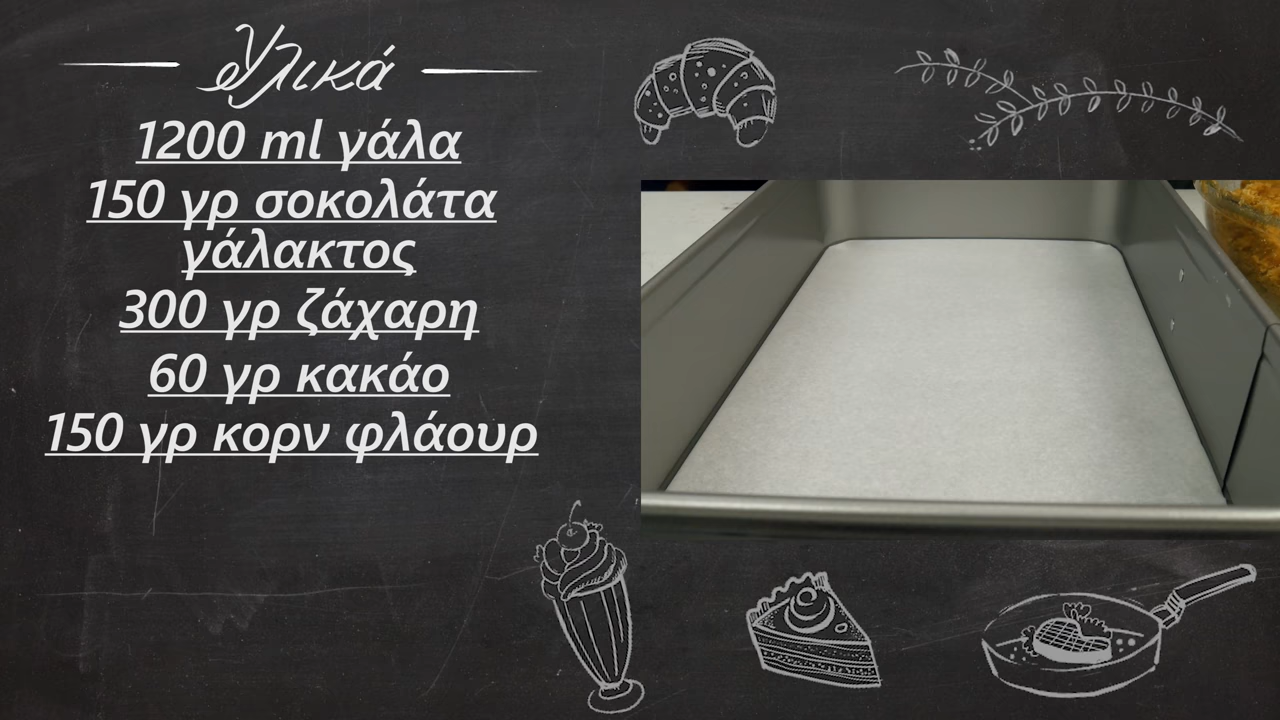 Υλικά
1200 ml γάλα
150 γρ σοκολάτα
γάλακτος
300 γρ ζάχαρη
60 γρ κακάο
150 γρ κορν φλάουρ